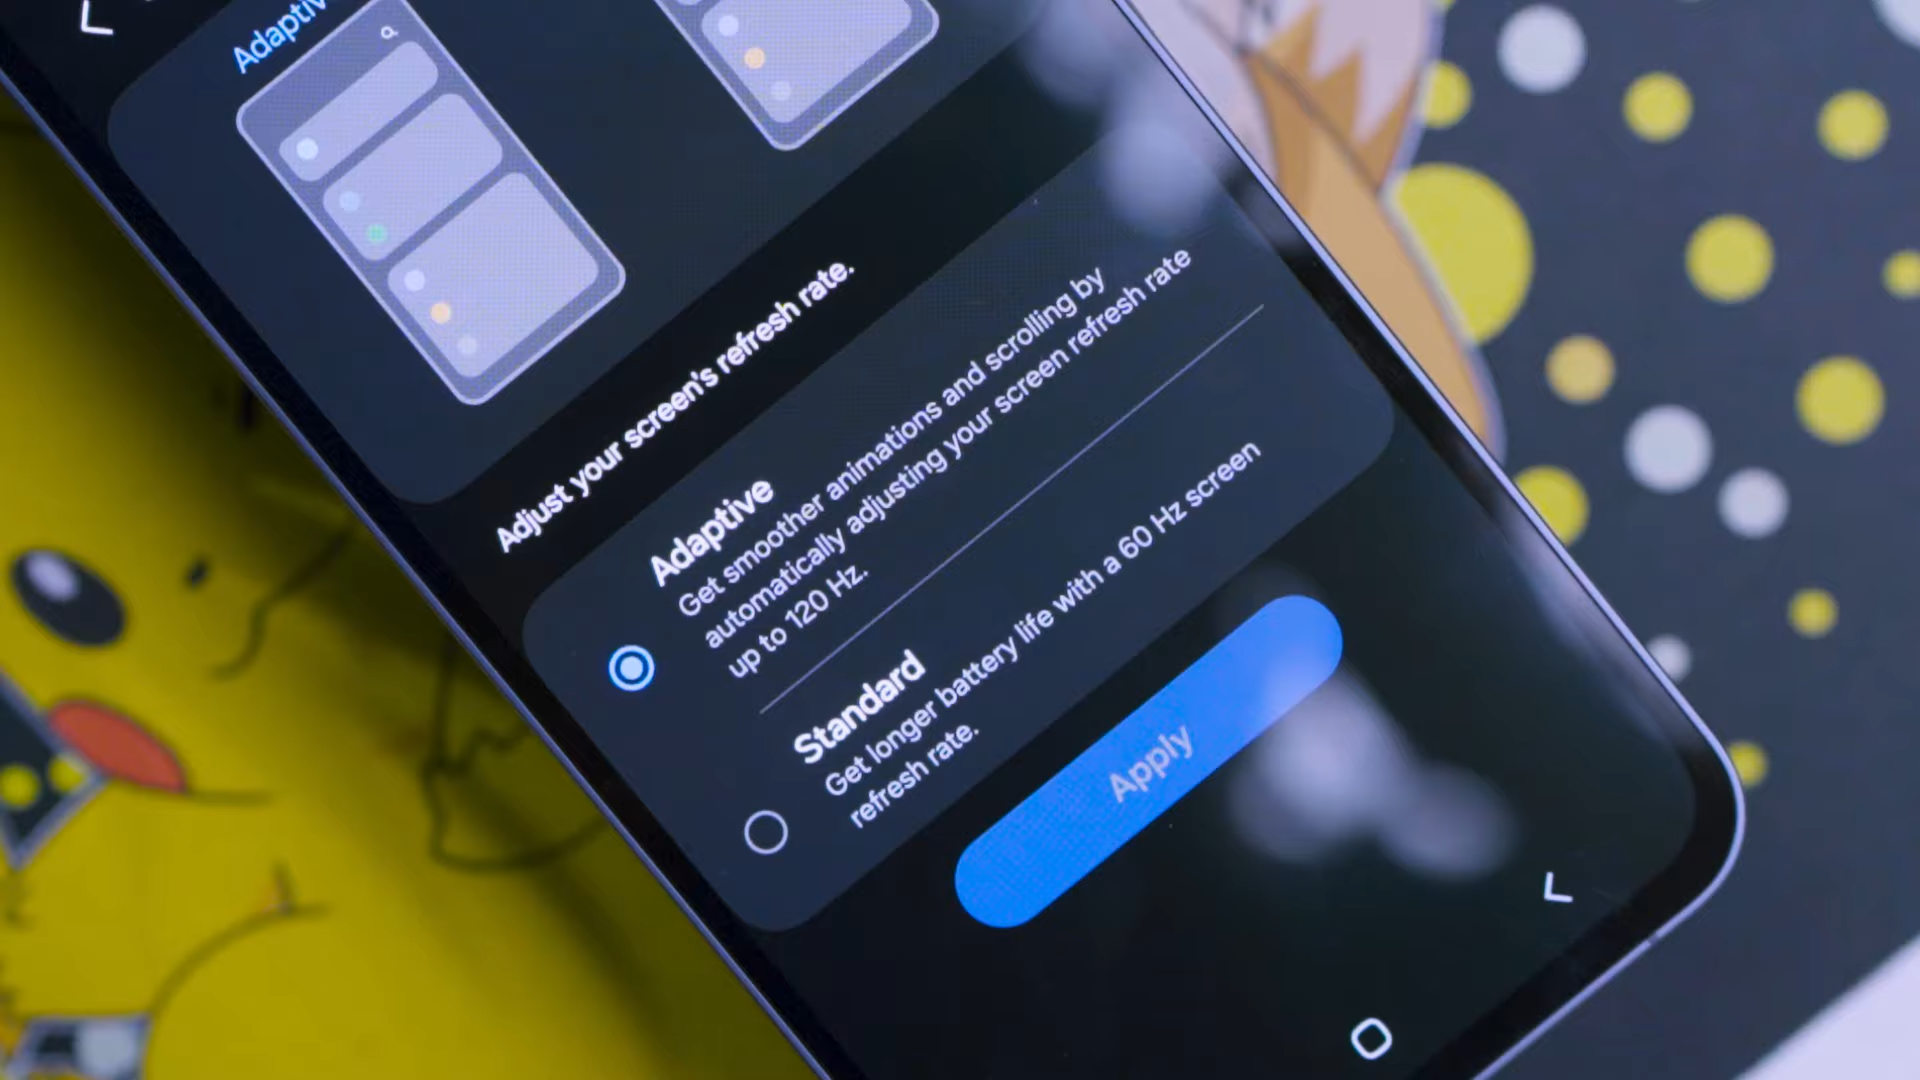 Adaptive
Adjust your screen's refresh rate.
Adaptive
Get smoother animations and scrolling by
automatically adjusting your screen refresh rate
up to 120 Hz.
Standard
Get longer battery life with a 60 Hz screen
refresh rate.
Apply